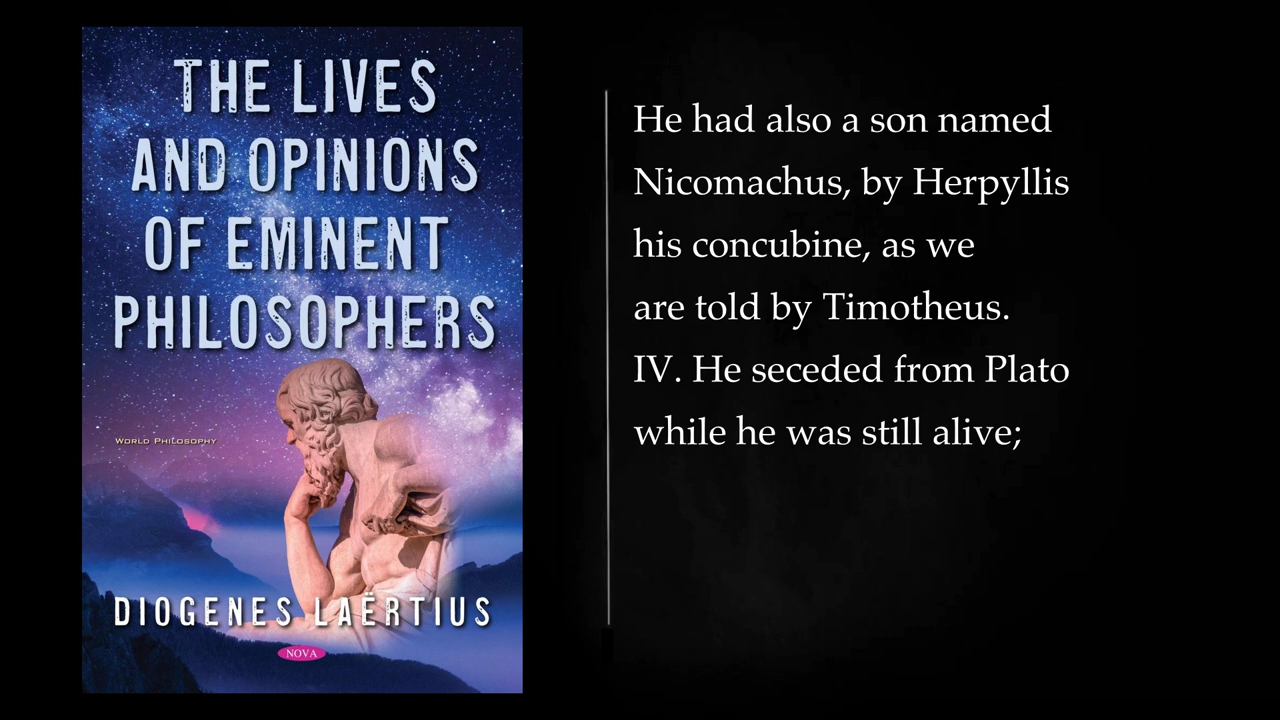 THE LIVES
AND OPINIONS
OF EMINENT
PHILOSOPHERS
WORLD PHILOSOPHY
DIOGENES LAËRTIUS
NOVA
He had also a son named
Nicomachus, by Herpyllis
his concubine, as we
are told by Timotheus.
IV. He seceded from Plato
while he was still alive;